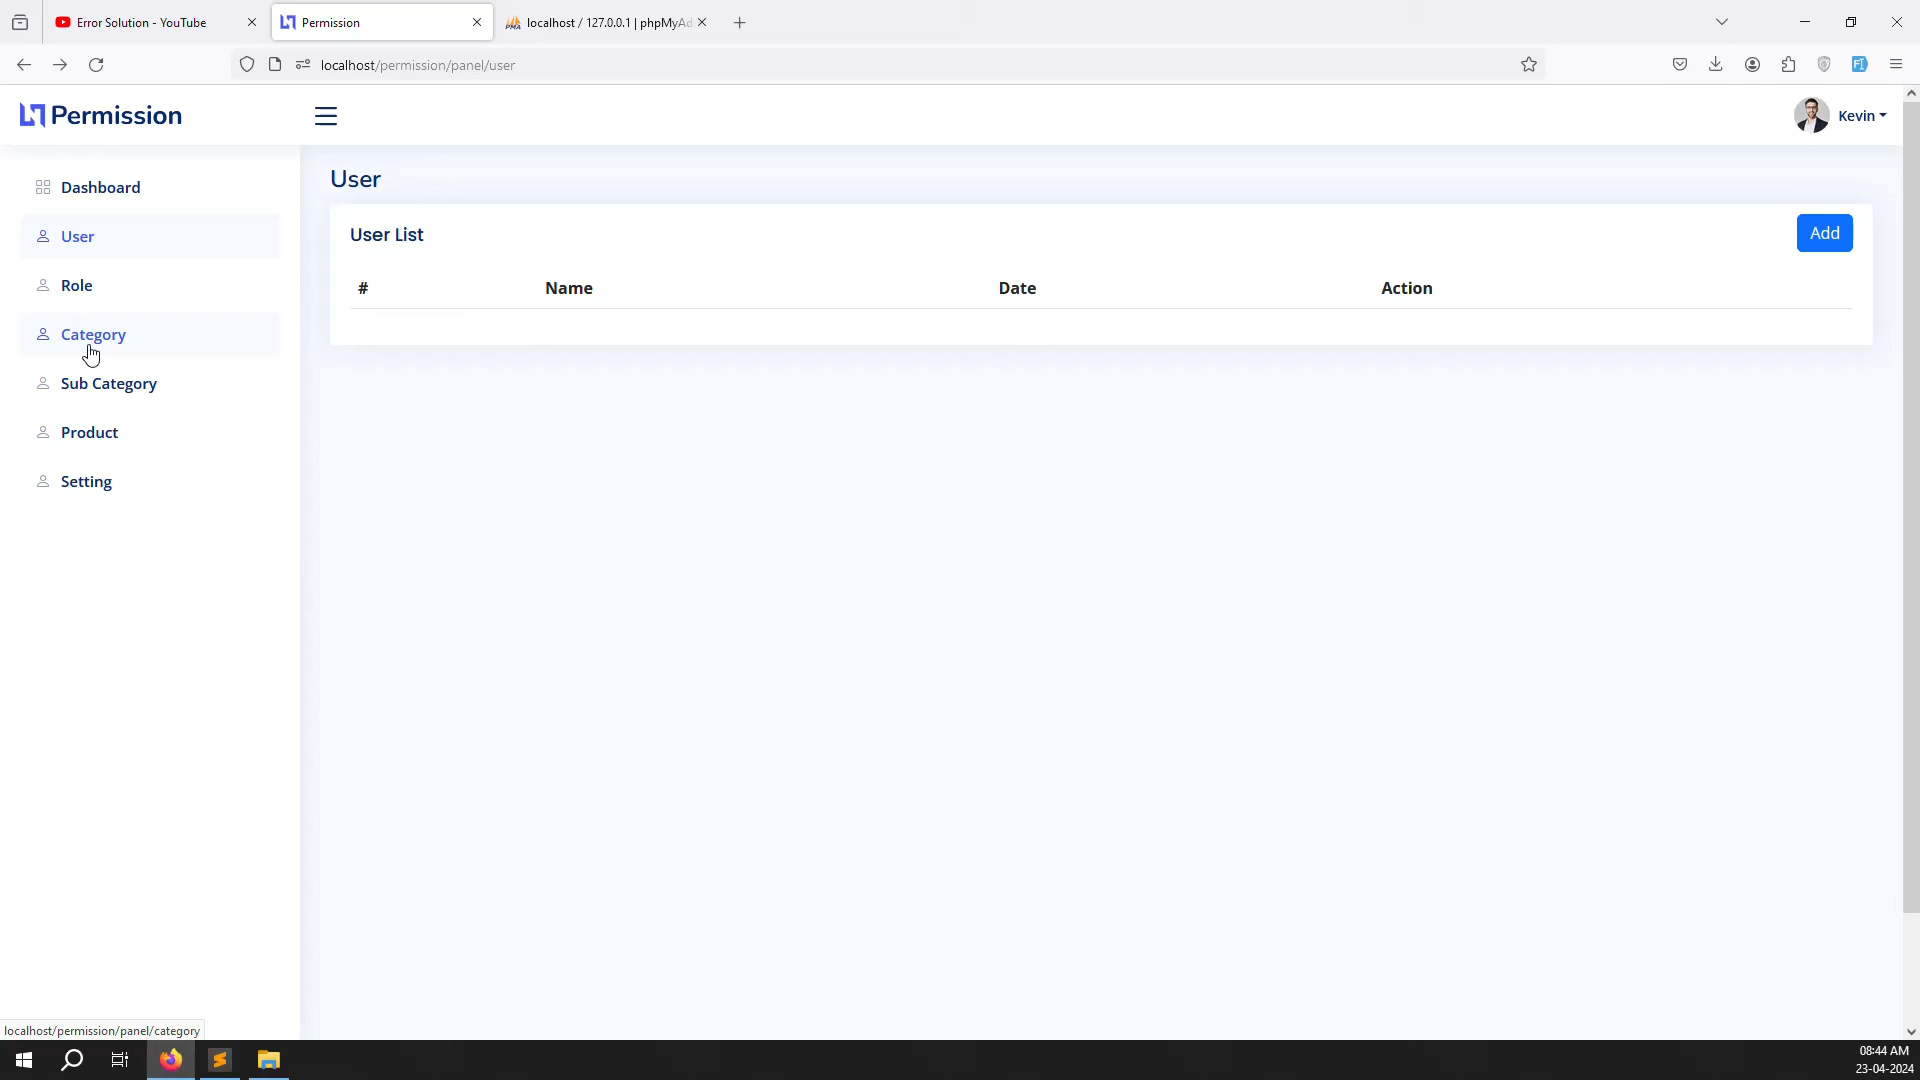 Error Solution - YouTube
Permission
localhost / 127.0.0.1 | phpMyAd
localhost/permission/panel/user
Permission
Kevin
Dashboard
User
Role
Category
Sub Category
Product
Setting
User
User List
Add
# Name Date Action
localhost/permission/panel/category
08:44 AM
23-04-2024